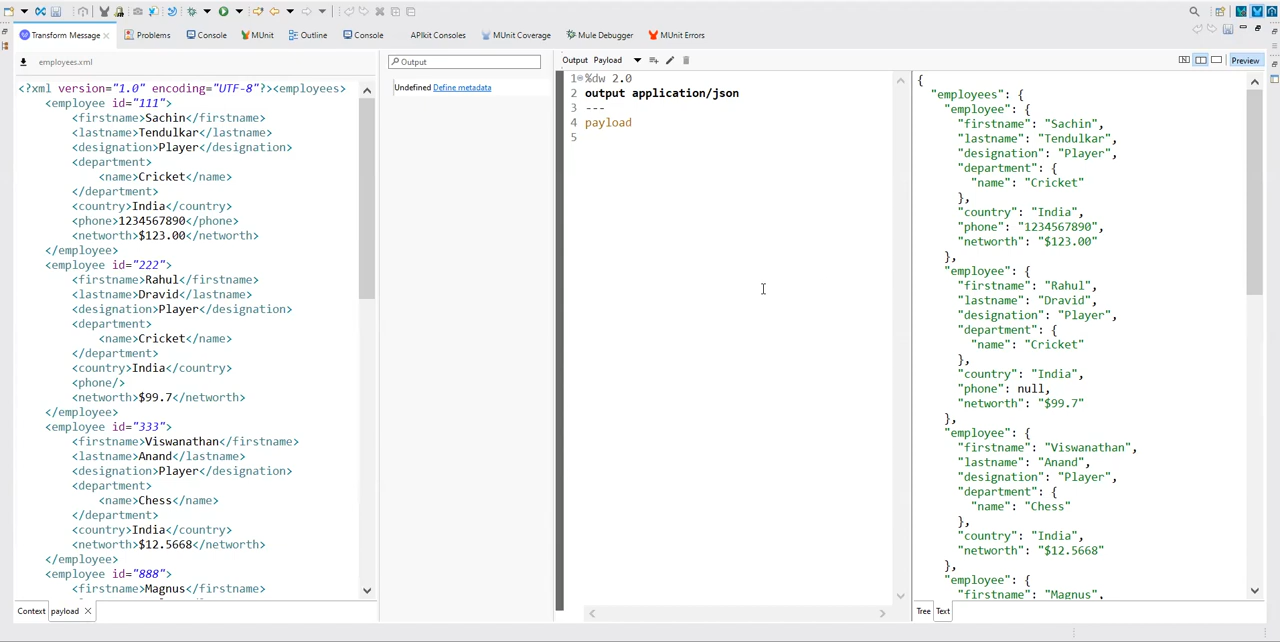 Transform Message
Problems
Console
MUnit
Outline
Console
APIkit Consoles
MUnit Coverage
Mule Debugger
MUnit Errors
employees.xml
<?xml version="1.0" encoding="UTF-8"?><employees>
<employee id="111">
<firstname>Sachin</firstname>
<lastname>Tendulkar</lastname>
<designation>Player</designation>
<department>
<name>Cricket</name>
</department>
<country>India</country>
<phone>1234567890</phone>
<networth>$123.00</networth>
</employee>
<employee id="222">
<firstname>Rahul</firstname>
<lastname>Dravid</lastname>
<designation>Player</designation>
<department>
<name>Cricket</name>
</department>
<country>India</country>
<phone/>
<networth>$99.7</networth>
</employee>
<employee id="333">
<firstname>Viswanathan</firstname>
<lastname>Anand</lastname>
<designation>Player</designation>
<department>
<name>Chess</name>
</department>
<country>India</country>
<networth>$12.5668</networth>
</employee>
<employee id="888">
<firstname>Magnus</firstname>
Context
payload
Output
Undefined Define metadata
Output Payload
Preview
1 %dw 2.0
2 output application/json
3 ---
4 payload
5
{
"employees": {
"employee": {
"firstname": "Sachin",
"lastname": "Tendulkar",
"designation": "Player",
"department": {
"name": "Cricket"
},
"country": "India",
"phone": "1234567890",
"networth": "$123.00"
},
"employee": {
"firstname": "Rahul",
"lastname": "Dravid",
"designation": "Player",
"department": {
"name": "Cricket"
},
"country": "India",
"phone": null,
"networth": "$99.7"
},
"employee": {
"firstname": "Viswanathan",
"lastname": "Anand",
"designation": "Player",
"department": {
"name": "Chess"
},
"country": "India",
"networth": "$12.5668"
},
"employee": {
"firstname": "Magnus",
Tree
Text